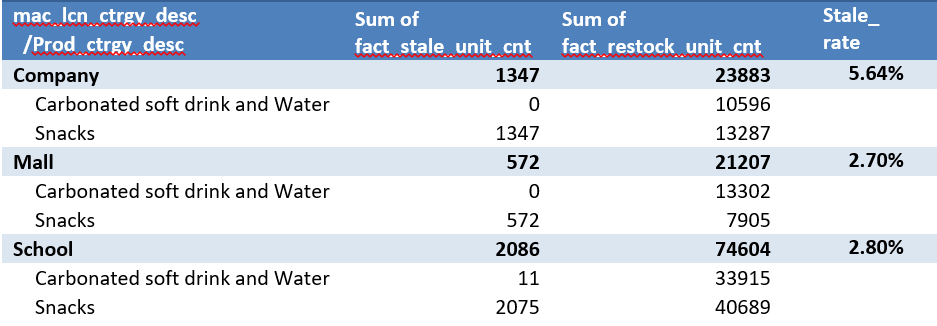 mac_lcn_ctrgy_desc Sum of Sum of Stale_
/Prod_ctrgy_desc fact_stale_unit_cnt fact_restock_unit_cnt rate
Company 1347 23883 5.64%
Carbonated soft drink and Water 0 10596
Snacks 1347 13287
Mall 572 21207 2.70%
Carbonated soft drink and Water 0 13302
Snacks 572 7905
School 2086 74604 2.80%
Carbonated soft drink and Water 11 33915
Snacks 2075 40689